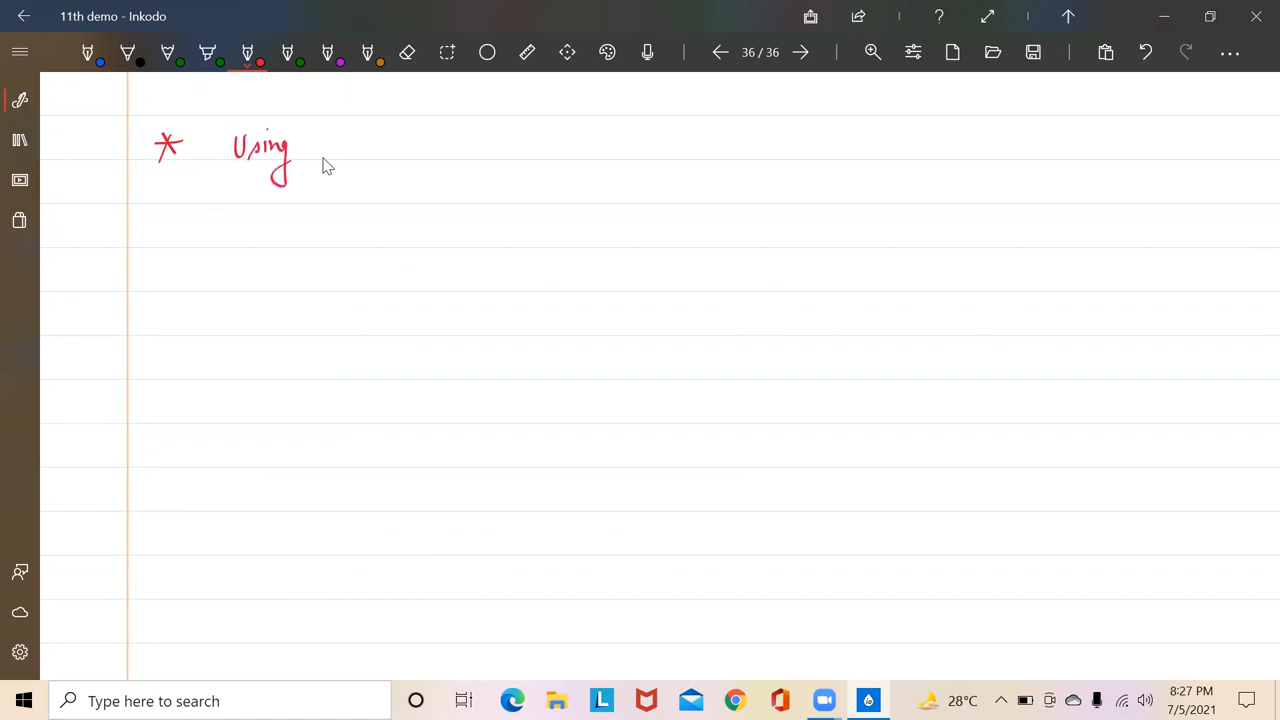 11th demo - Inkodo
36 / 36
* Using
Type here to search
28°C
8:27 PM
7/5/2021